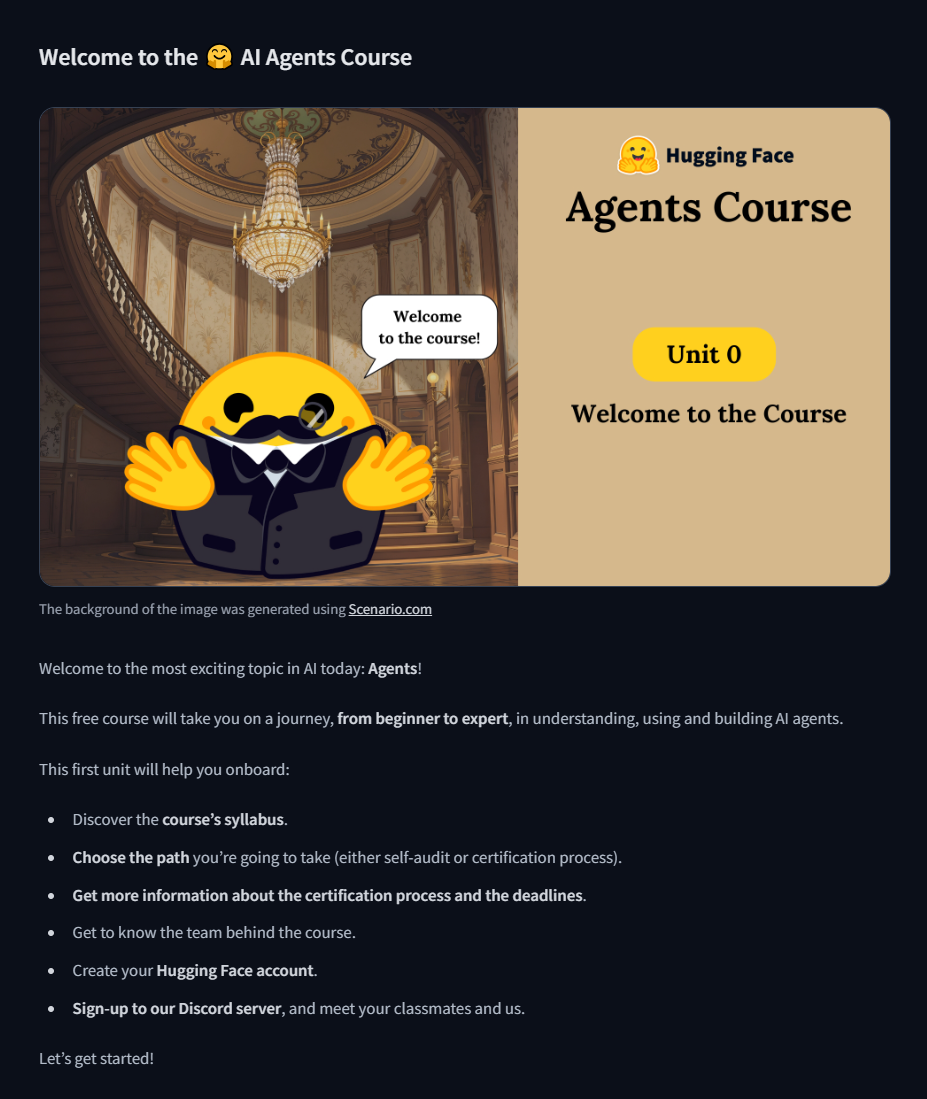 Welcome to the 🤗 AI Agents Course
Welcome
to the course!
Hugging Face
Agents Course
Unit 0
Welcome to the Course
The background of the image was generated using Scenario.com
Welcome to the most exciting topic in AI today: Agents!
This free course will take you on a journey, from beginner to expert, in understanding, using and building AI agents.
This first unit will help you onboard:
• Discover the course’s syllabus.
• Choose the path you’re going to take (either self-audit or certification process).
• Get more information about the certification process and the deadlines.
• Get to know the team behind the course.
• Create your Hugging Face account.
• Sign-up to our Discord server, and meet your classmates and us.
Let’s get started!